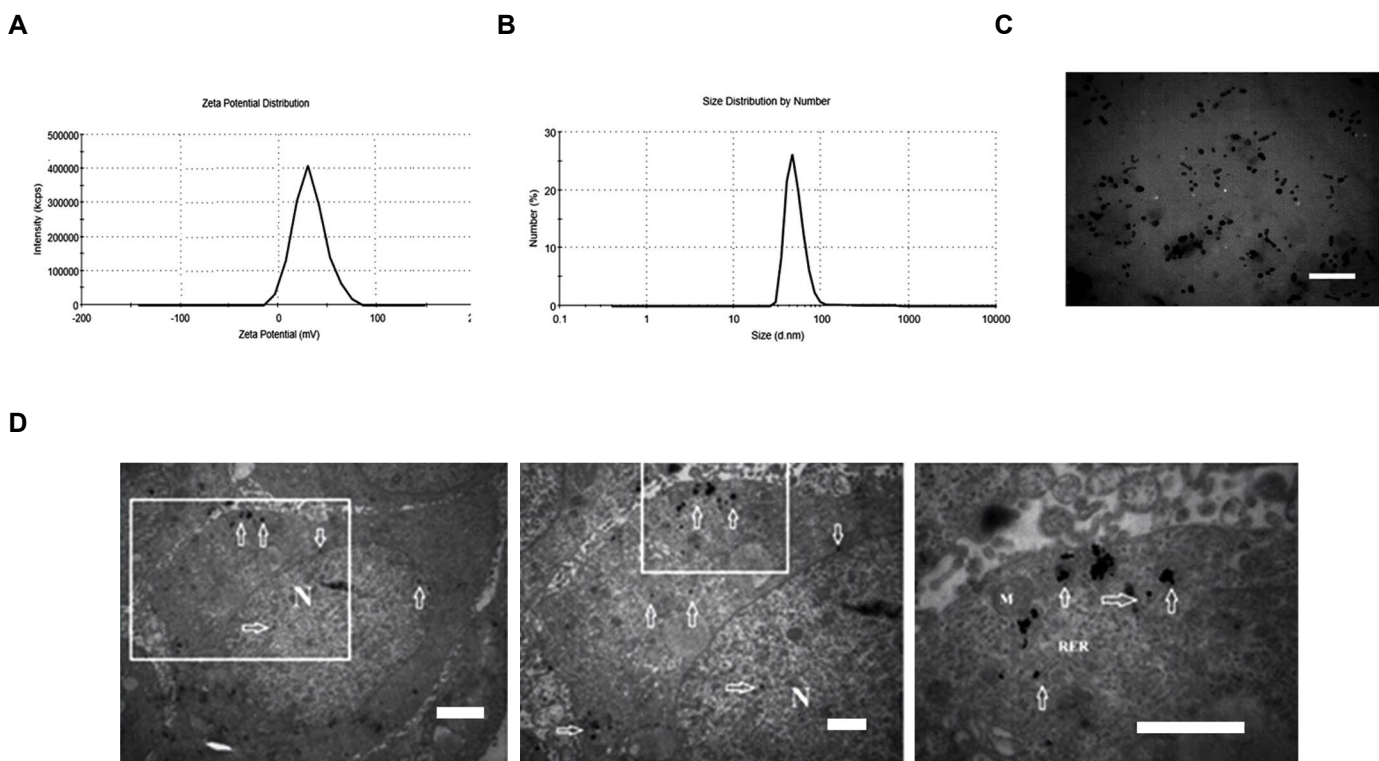 A
B
C
Zeta Potential Distribution
500000
400000
300000
200000
100000
0
Intensity (kcps)
-200
-100
0
100
Zeta Potential (mV)
Size Distribution by Number
30
20
10
0
Number (%)
0.1
1
10
100
1000
10000
Size (d.nm)
D
N
N
M
RER